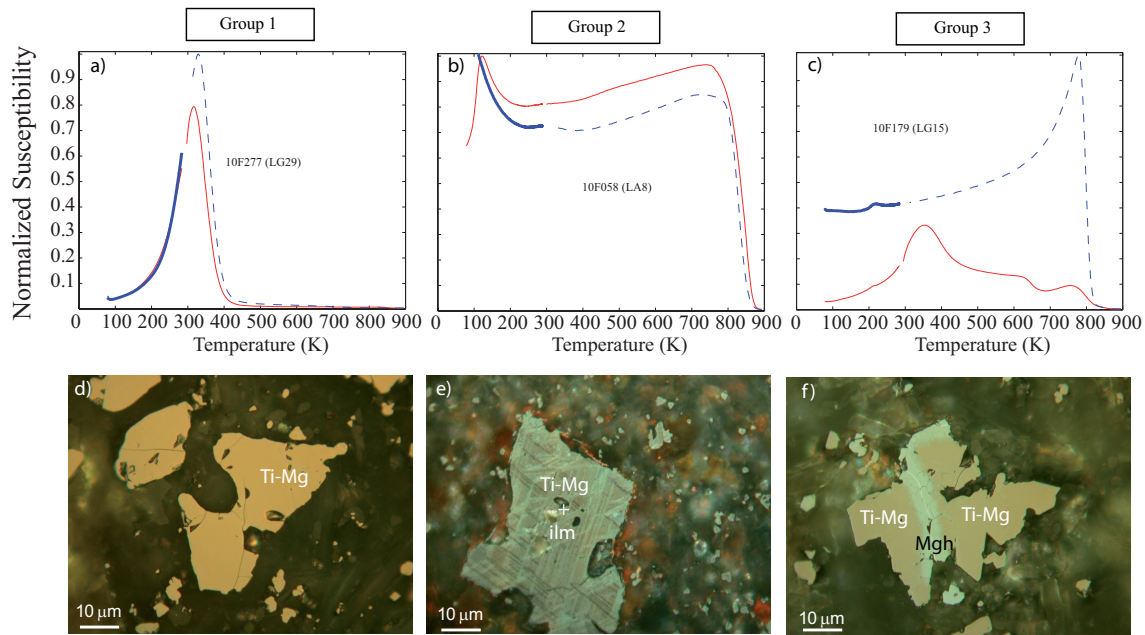 Group 1
Group 2
Group 3
Normalized Susceptibility
a)
0.9
0.8
0.7
0.6
0.5
0.4
0.3
0.2
0.1
10F277 (LG29)
0 100 200 300 400 500 600 700 800 900
Temperature (K)
b)
10F058 (LA8)
0 100 200 300 400 500 600 700 800 900
Temperature (K)
c)
10F179 (LG15)
0 100 200 300 400 500 600 700 800 900
Temperature (K)
d)
Ti-Mg
10 µm
e)
Ti-Mg
+
ilm
10 µm
f)
Ti-Mg
Ti-Mg
Mgh
10 µm